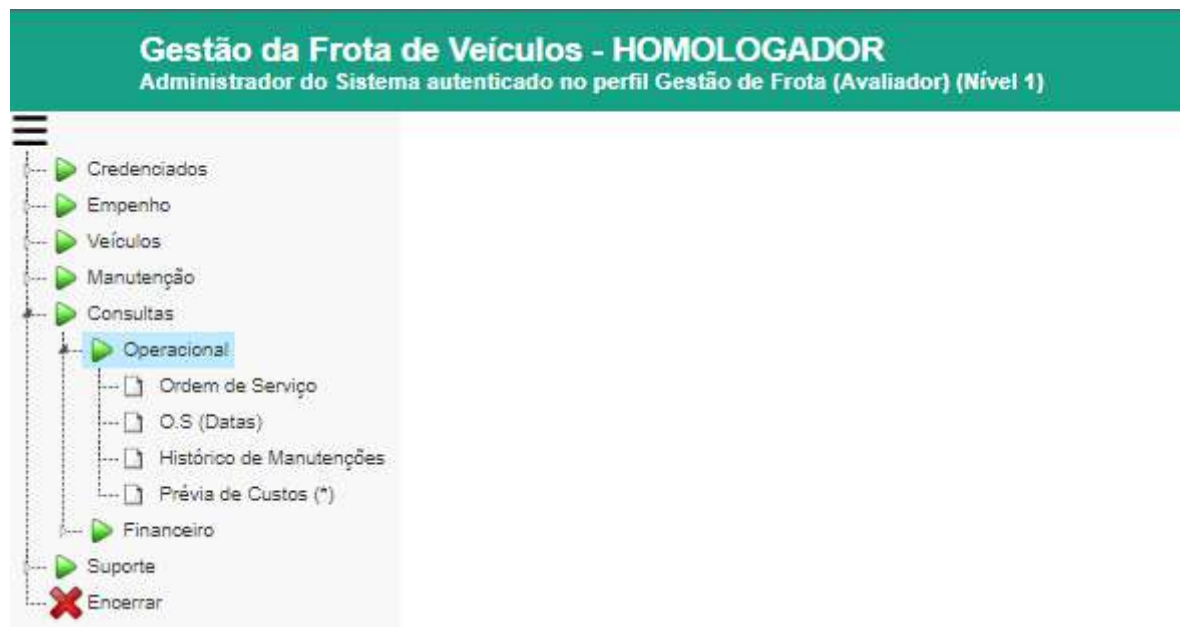 Gestão da Frota de Veículos - HOMOLOGADOR
Administrador do Sistema autenticado no perfil Gestão de Frota (Avaliador) (Nível 1)
Credenciados
Empenho
Veículos
Manutenção
Consultas
Operacional
Ordem de Serviço
O.S (Datas)
Histórico de Manutenções
Prévia de Custos (*)
Financeiro
Suporte
Encerrar